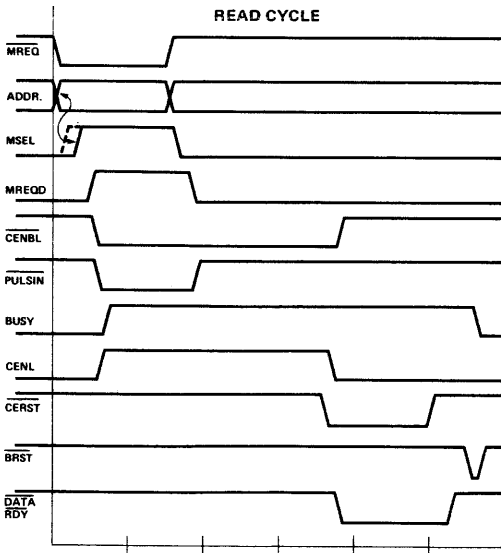 READ CYCLE
MREQ
ADDR.
MSEL
MREQD
CENBL
PULSIN
BUSY
CENL
CERST
BRST
DATA
RDY